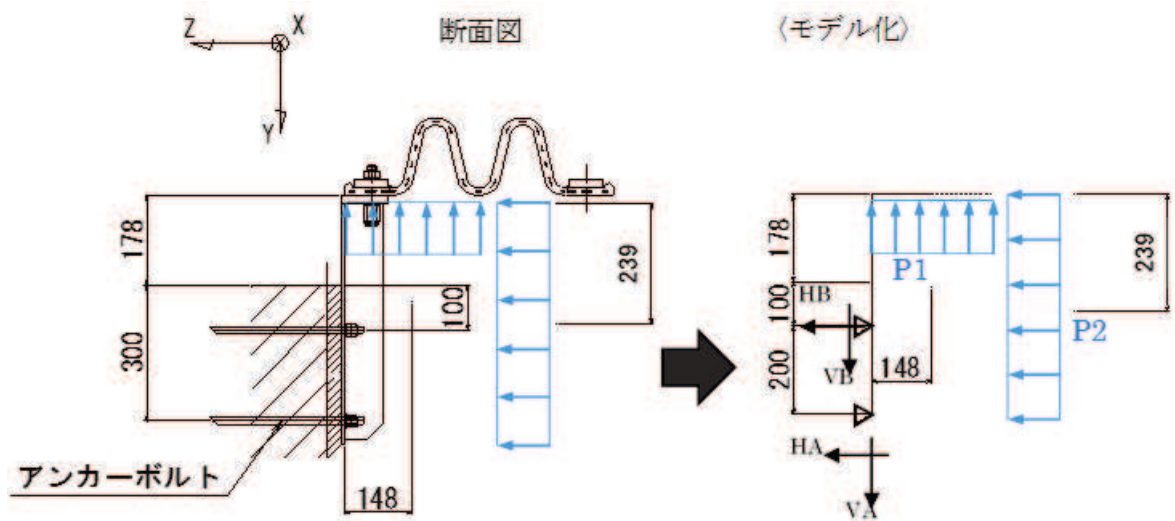 Z
X
Y
断面図
〈モデル化〉
178
300
100
239
148
アンカーボルト
178
100
200
P1
HB
VB
148
P2
239
HA
VA